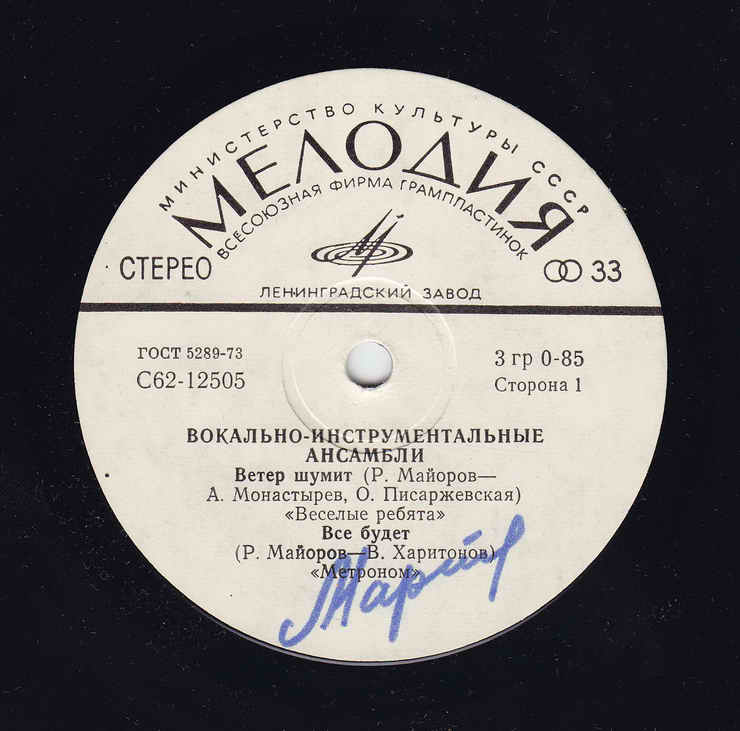 МИНИСТЕРСТВО КУЛЬТУРЫ СССР
МЕЛОДИЯ
ВСЕСОЮЗНАЯ ФИРМА ГРАМПЛАСТИНОК
СТЕРЕО
33
ЛЕНИНГРАДСКИЙ ЗАВОД
ГОСТ 5289-73
3 гр 0-85
С62-12505
Сторона 1
ВОКАЛЬНО-ИНСТРУМЕНТАЛЬНЫЕ
АНСАМБЛИ
Ветер шумит (Р. Майоров—
А. Монастырев, О. Писаржевская)
«Веселые ребята»
Все будет
(Р. Майоров—В. Харитонов)
«Метроном»